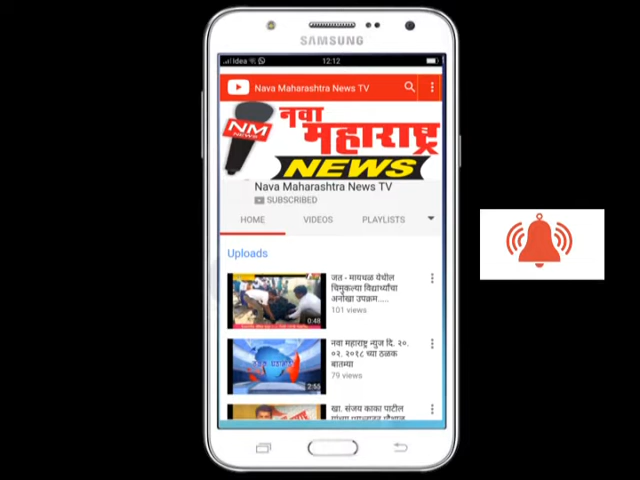 SAMSUNG
Idea
12:12
Nava Maharashtra News TV
नवा
NM
NEWS
महाराष्ट्र
NEWS
Nava Maharashtra News TV
SUBSCRIBED
HOME VIDEOS PLAYLISTS
Uploads
जत - मायथळ येथील
चिमुकल्या विद्यार्थ्यांचा
अनोखा उपक्रम.....
101 views
0:48
नवा महाराष्ट्र न्युज दि. २०.
०२. २०१८ च्या ठळक
बातम्या
79 views
2:55
खा. संजय काका पाटील